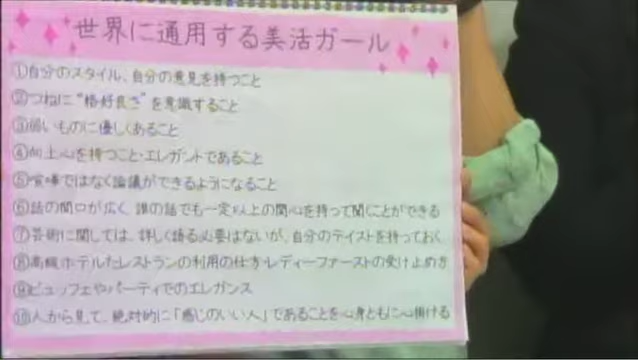 世界に通用する美活ガール
①自分のスタイル、自分の意見を持つこと
②つねに“格好良さ”を意識すること
③弱いものに優しくあること
④向上心を持つこと・エレガントであること
⑤喧嘩ではなく論議ができるようになること
⑥話の間口が広く、誰の話でも一定以上の関心を持って聞くことができる
⑦芸術に関しては、詳しく語る必要はないが、自分のテイストを持っておく
⑧高級ホテルたレストランの利用の仕方・レディーファーストの受け止め方
⑨ビュッフェやパーティでのエレガンス
⑩人から見て、絶対的に「感じのいい人」であることを心身ともに心掛ける